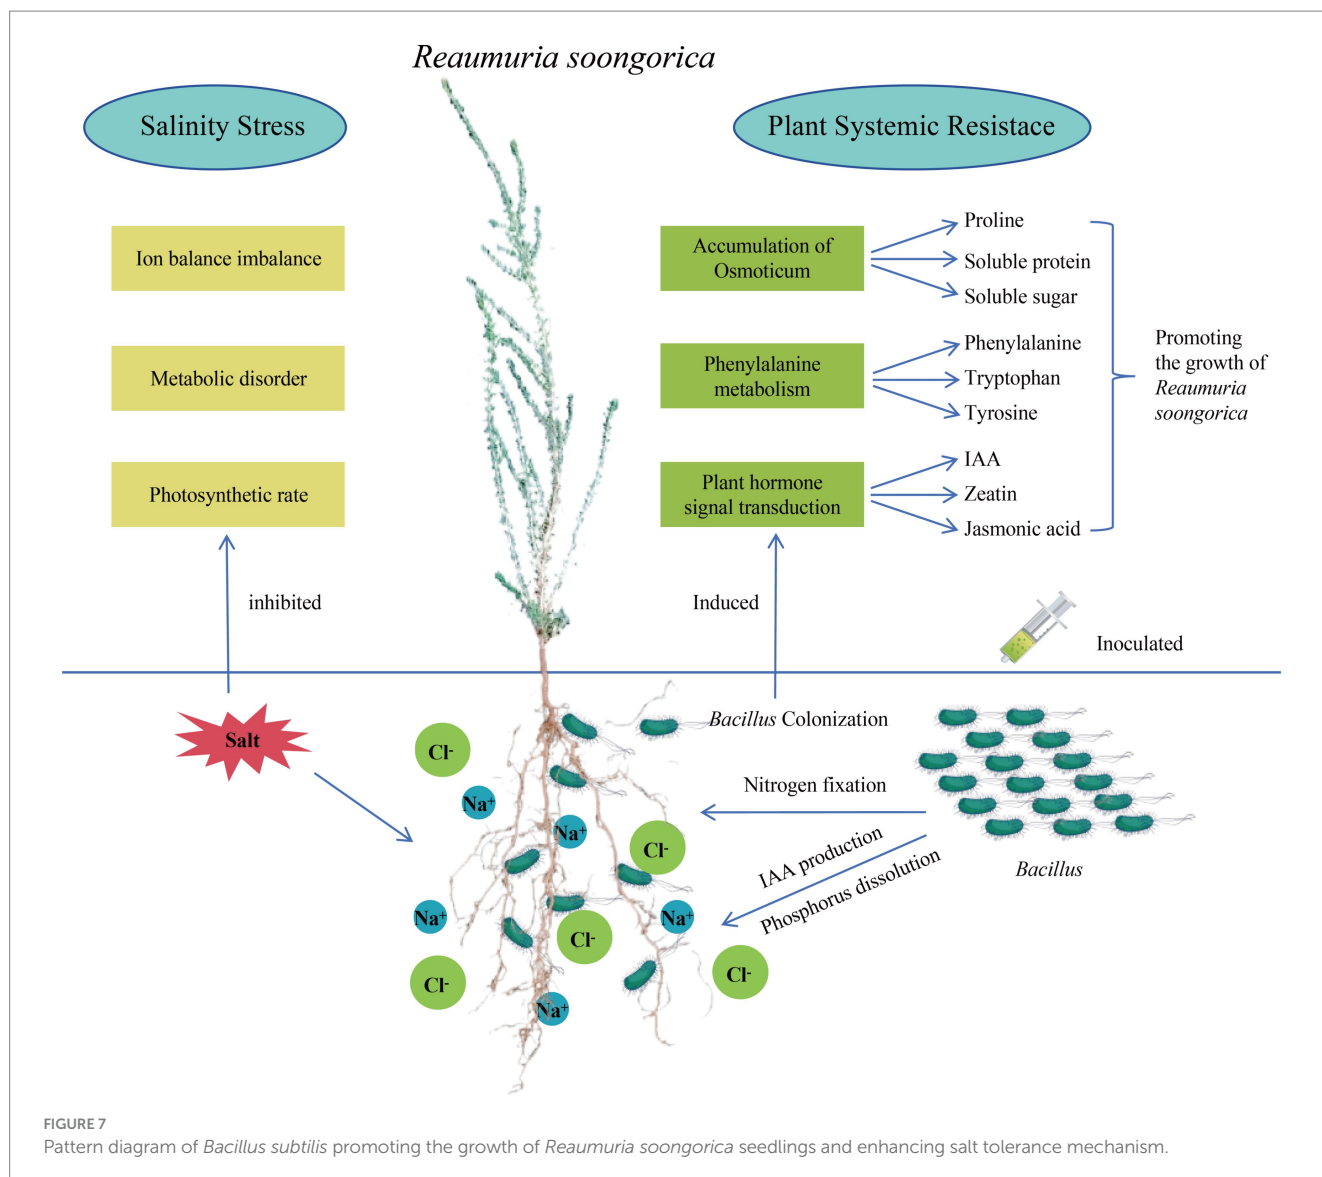 Reaumuria soongorica
Salinity Stress
Plant Systemic Resistace
Ion balance imbalance
Metabolic disorder
Photosynthetic rate
inhibited
Accumulation of
Osmoticum
Proline
Soluble protein
Soluble sugar
Phenylalanine
metabolism
Phenylalanine
Tryptophan
Tyrosine
Plant hormone
signal transduction
IAA
Zeatin
Jasmonic acid
Promoting
the growth of
Reaumuria
soongorica
Induced
Inoculated
Salt
Bacillus Colonization
Nitrogen fixation
IAA production
Phosphorus dissolution
Bacillus
Cl-
Na+
Na+
Cl-
Na+
Na+
Cl-
Cl-
Cl-
Na+
FIGURE 7
Pattern diagram of Bacillus subtilis promoting the growth of Reaumuria soongorica seedlings and enhancing salt tolerance mechanism.